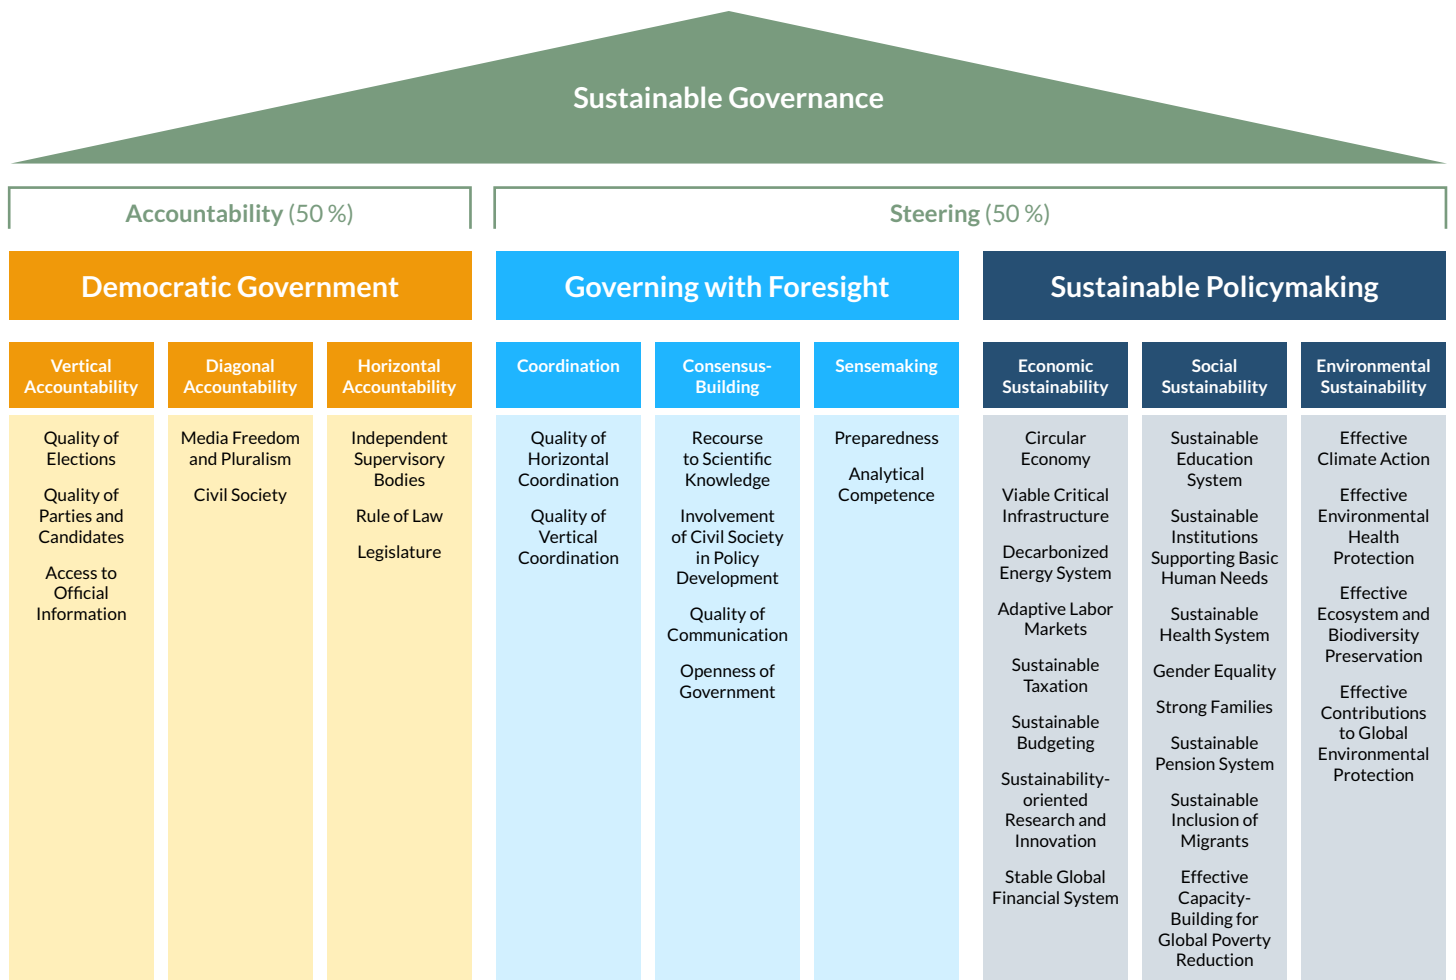 Sustainable Governance
Accountability (50 %)
Steering (50 %)
Democratic Government
Governing with Foresight
Sustainable Policymaking
Vertical
Accountability
Diagonal
Accountability
Horizontal
Accountability
Coordination
Consensus-
Building
Sensemaking
Economic
Sustainability
Social
Sustainability
Environmental
Sustainability
Quality of
Elections
Quality of
Parties and
Candidates
Access to
Official
Information
Media Freedom
and Pluralism
Civil Society
Independent
Supervisory
Bodies
Rule of Law
Legislature
Quality of
Horizontal
Coordination
Quality of
Vertical
Coordination
Recourse
to Scientific
Knowledge
Involvement
of Civil Society
in Policy
Development
Quality of
Communication
Openness of
Government
Preparedness
Analytical
Competence
Circular
Economy
Viable Critical
Infrastructure
Decarbonized
Energy System
Adaptive Labor
Markets
Sustainable
Taxation
Sustainable
Budgeting
Sustainability-
oriented
Research and
Innovation
Stable Global
Financial System
Sustainable
Education
System
Sustainable
Institutions
Supporting Basic
Human Needs
Sustainable
Health System
Gender Equality
Strong Families
Sustainable
Pension System
Sustainable
Inclusion of
Migrants
Effective
Capacity-
Building for
Global Poverty
Reduction
Effective
Climate Action
Effective
Environmental
Health
Protection
Effective
Ecosystem and
Biodiversity
Preservation
Effective
Contributions
to Global
Environmental
Protection